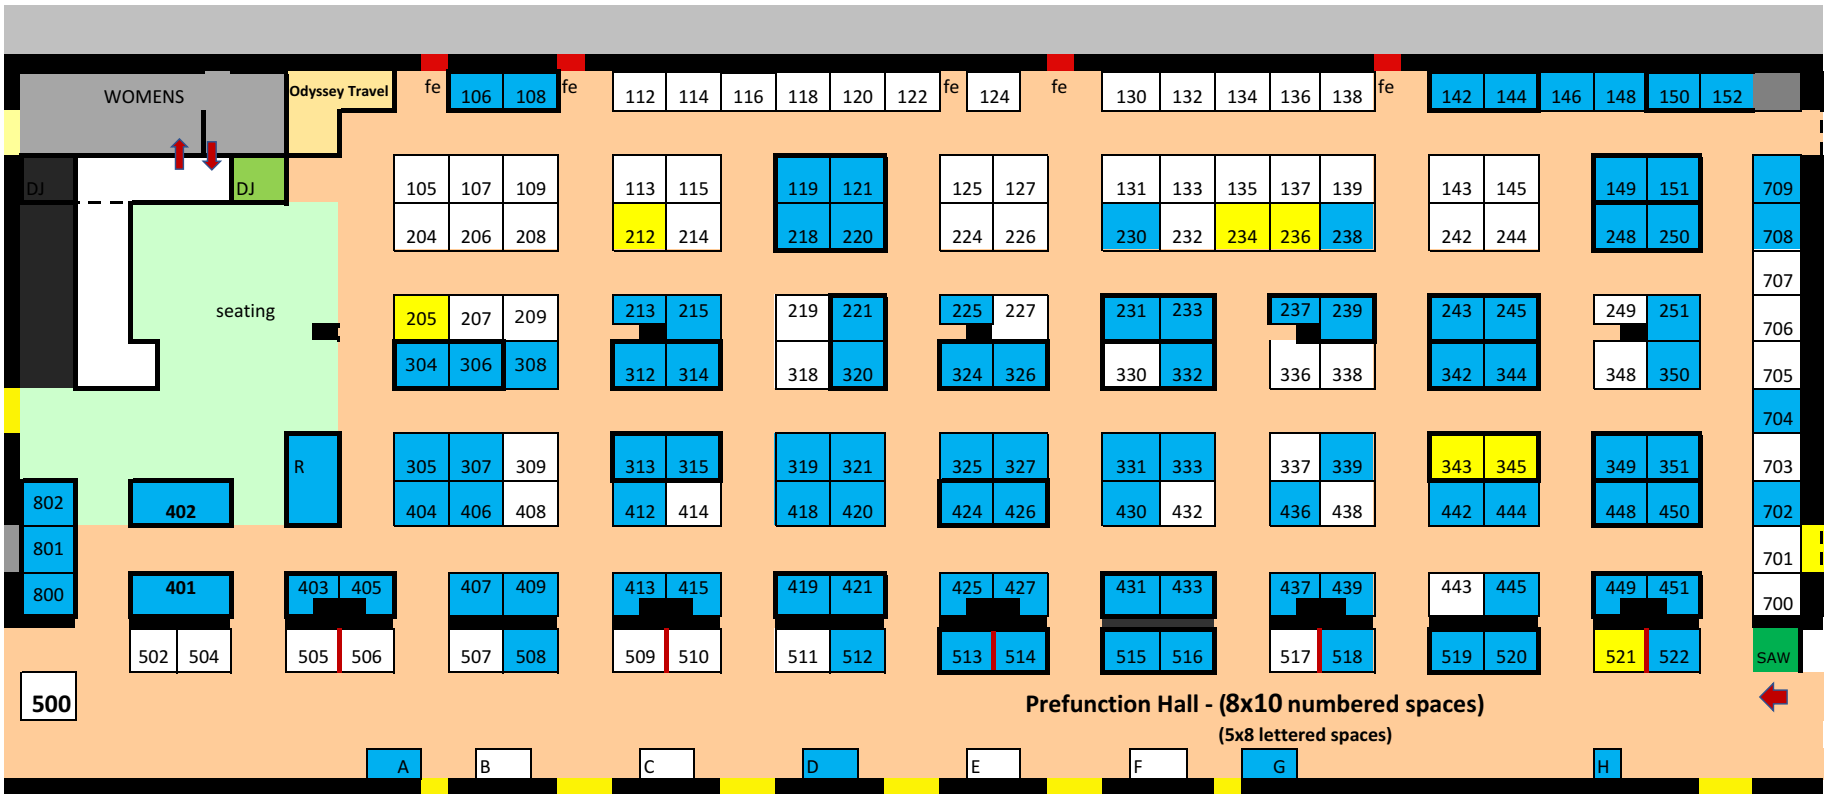 WOMENS Odyssey Travel fe 106 108 fe 112 114 116 118 120 122 fe 124 fe 130 132 134 136 138 fe 142 144 146 148 150 152
DJ DJ 105 107 109 113 115 119 121 125 127 131 133 135 137 139 143 145 149 151 709
204 206 208 212 214 218 220 224 226 230 232 234 236 238 242 244 248 250 708
707
seating 205 207 209 213 215 219 221 225 227 231 233 237 239 243 245 249 251 706
304 306 308 312 314 318 320 324 326 330 332 336 338 342 344 348 350 705
704
R 305 307 309 313 315 319 321 325 327 331 333 337 339 343 345 349 351 703
802 402 404 406 408 412 414 418 420 424 426 430 432 436 438 442 444 448 450 702
801 701
800 401 403 405 407 409 413 415 419 421 425 427 431 433 437 439 443 445 449 451 700
502 504 505 506 507 508 509 510 511 512 513 514 515 516 517 518 519 520 521 522 SAW
500 Prefunction Hall - (8x10 numbered spaces)
(5x8 lettered spaces)
A B C D E F G H